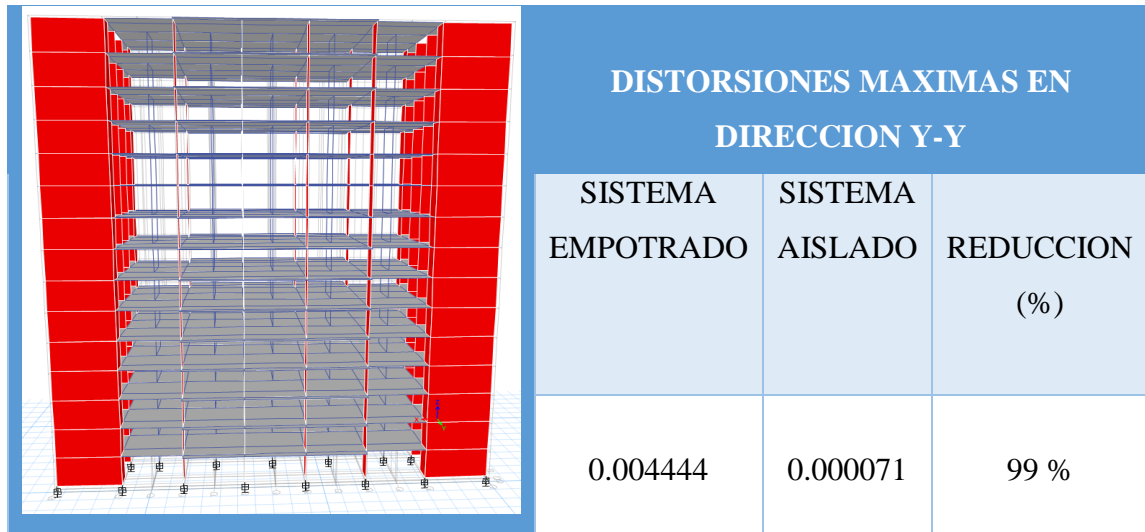 DISTORSIONES MAXIMAS EN
DIRECCION Y-Y
SISTEMA
EMPOTRADO
SISTEMA
AISLADO
REDUCCION
(%)
0.004444
0.000071
99 %